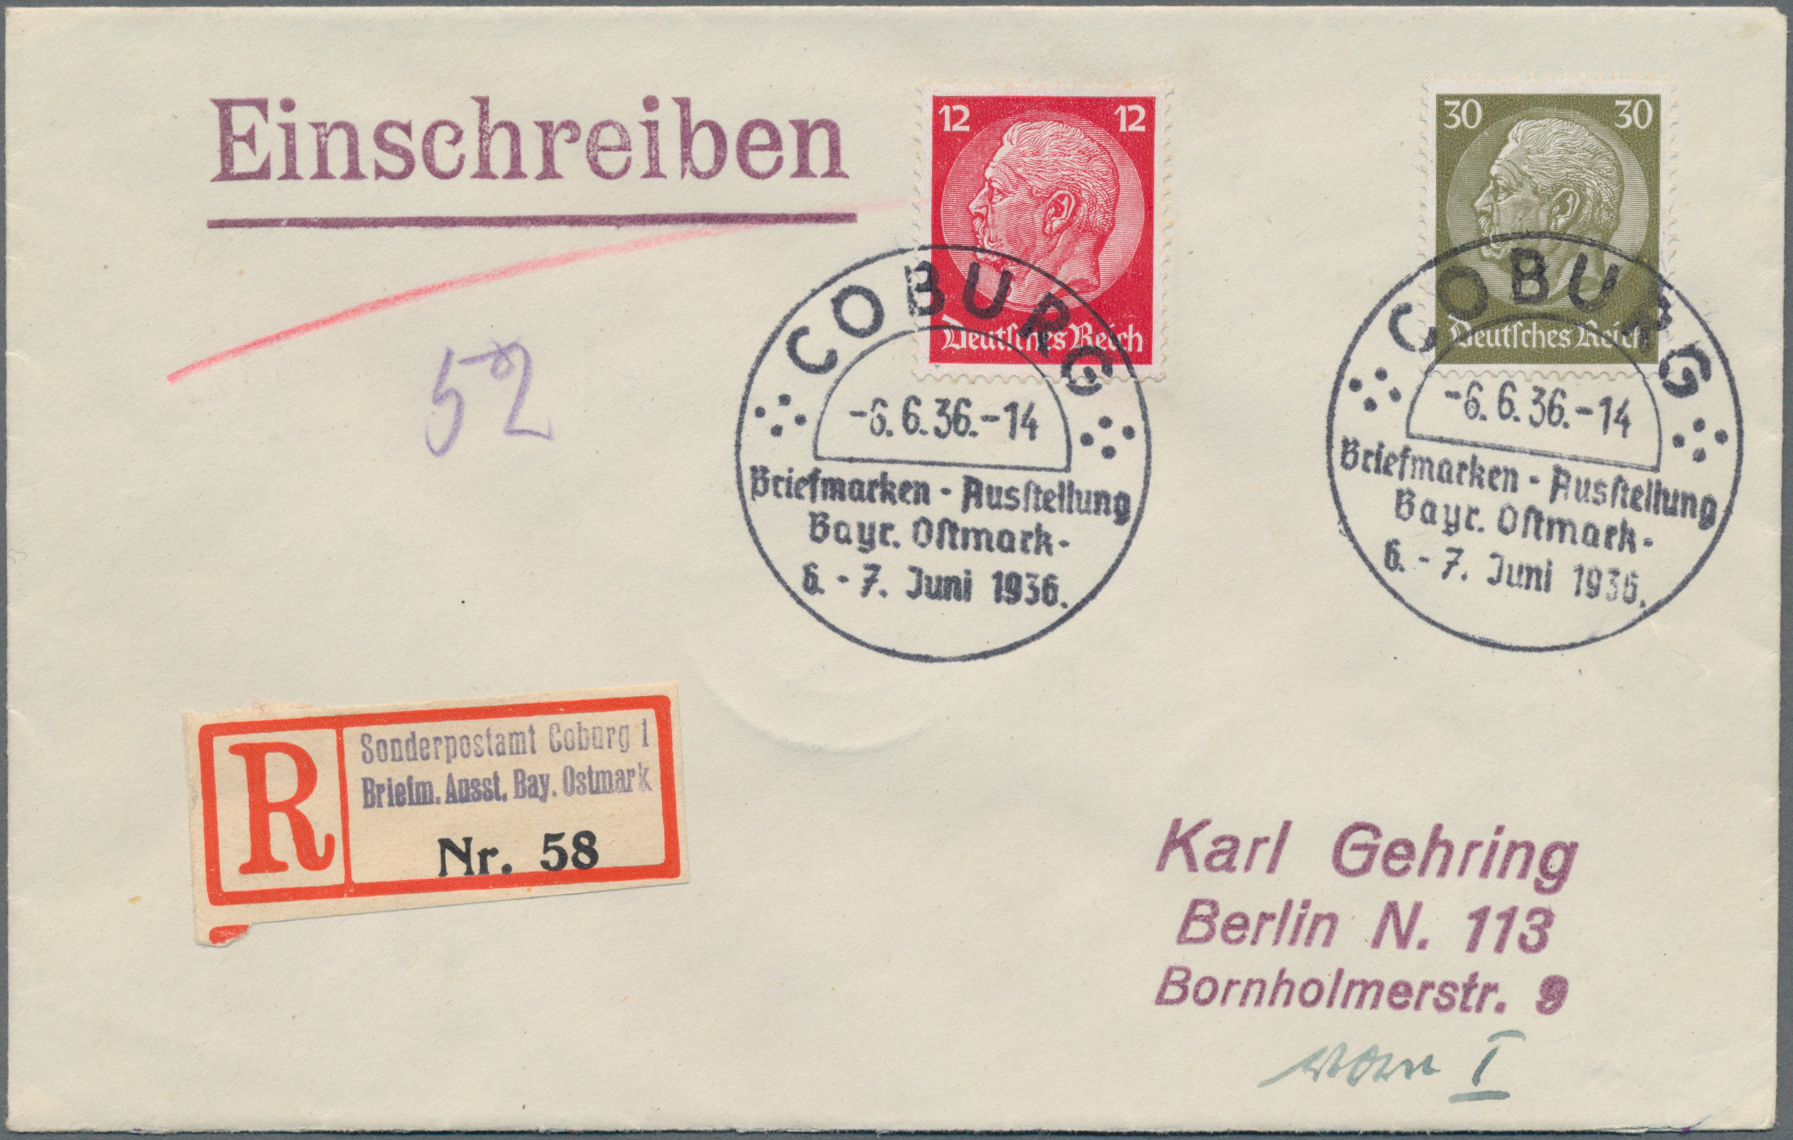 Einschreiben
12 12
Deutsches Reich
30 30
Deutsches Reich
52
COBURG
-6.6.36.-14
Briefmarken - Ausstellung
Bayr. Ostmark -
6. - 7. Juni 1936.
COBURG
-6.6.36.-14
Briefmarken - Ausstellung
Bayr. Ostmark -
6. - 7. Juni 1936.
R
Sonderpostamt Coburg 1
Briefm. Ausst. Bay. Ostmark
Nr. 58
Karl Gehring
Berlin N. 113
Bornholmerstr. 9
vorn I